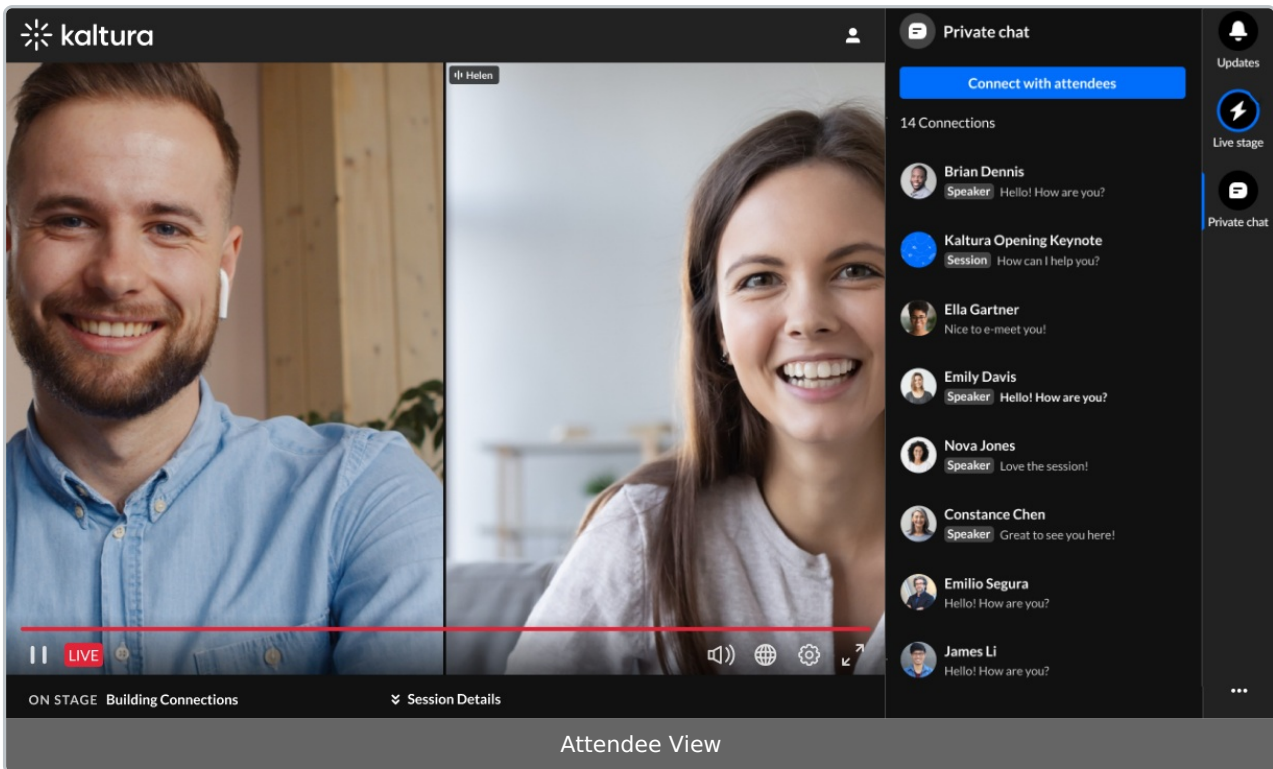 kaltura
Helen
LIVE
ON STAGE Building Connections
Session Details
Private chat
Connect with attendees
14 Connections
Brian Dennis
Speaker Hello! How are you?
Kaltura Opening Keynote
Session How can I help you?
Ella Gartner
Nice to e-meet you!
Emily Davis
Speaker Hello! How are you?
Nova Jones
Speaker Love the session!
Constance Chen
Speaker Great to see you here!
Emilio Segura
Hello! How are you?
James Li
Hello! How are you?
Updates
Live stage
Private chat
Attendee View